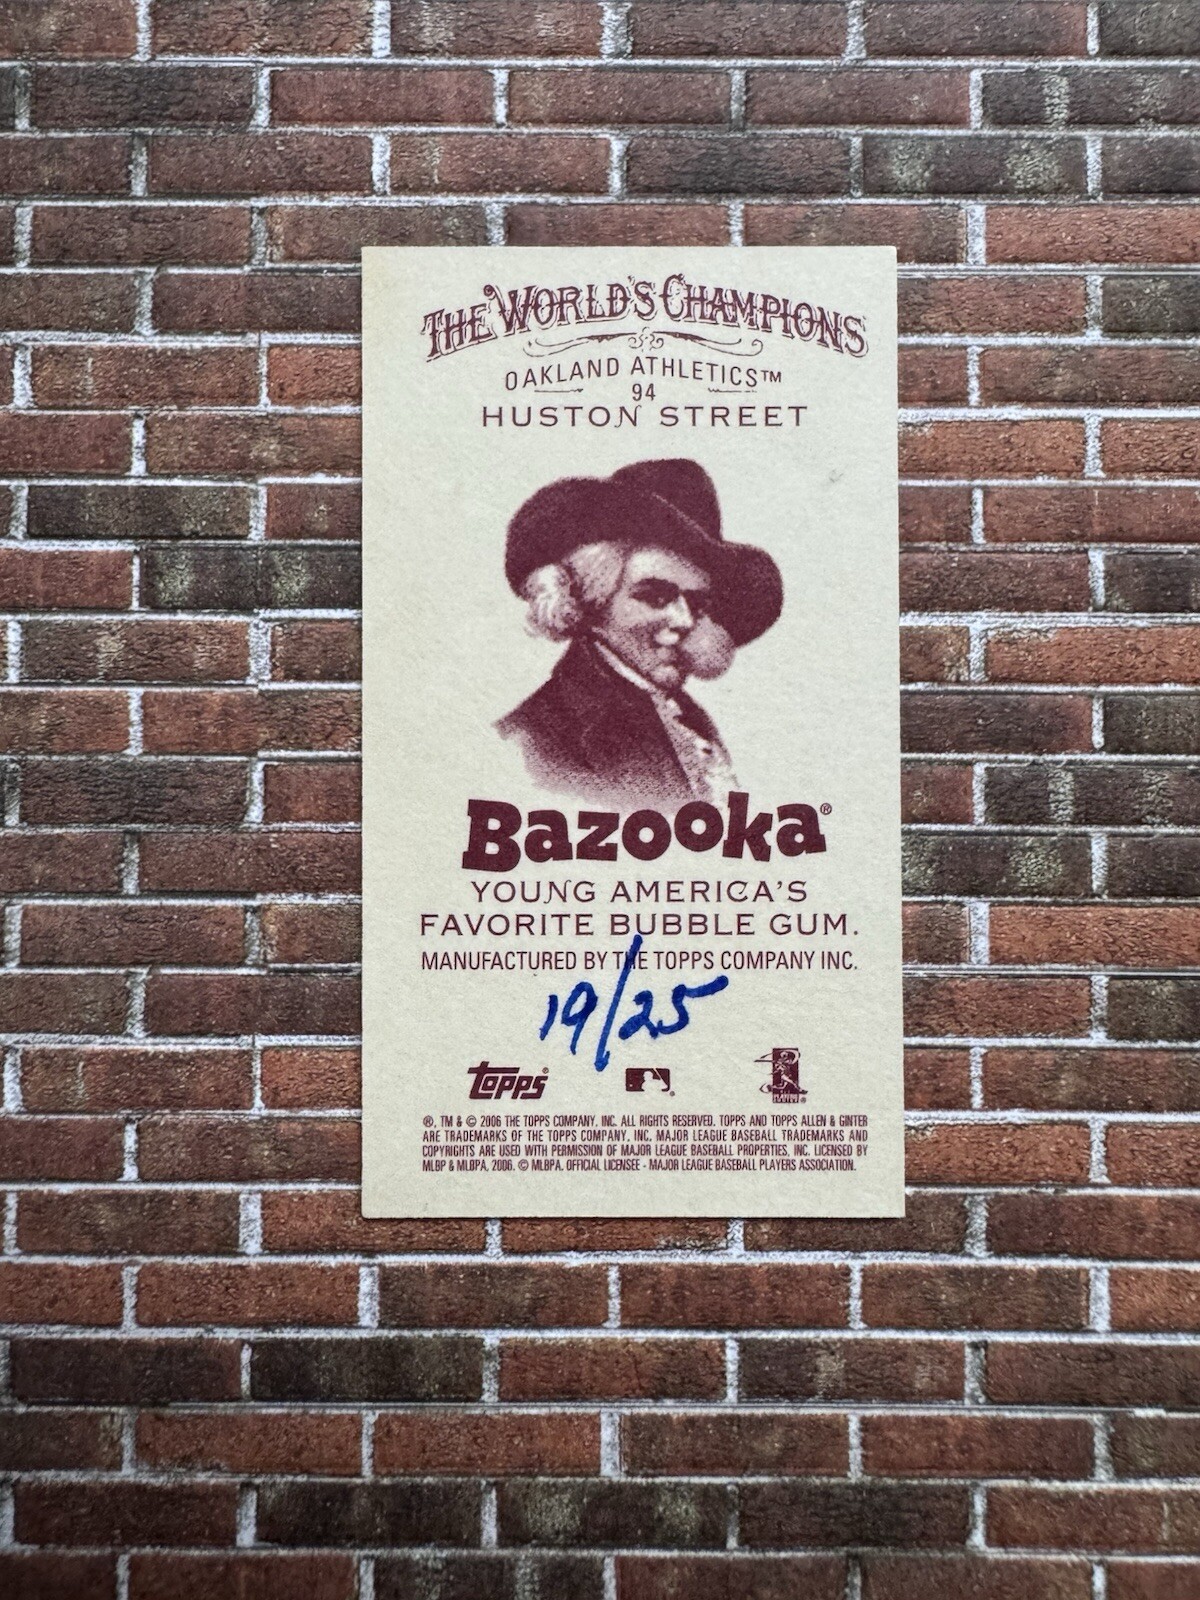 THE WORLD'S CHAMPIONS
OAKLAND ATHLETICS™
94
HUSTON STREET
Bazooka®
YOUNG AMERICA'S
FAVORITE BUBBLE GUM.
MANUFACTURED BY THE TOPPS COMPANY INC.
19/25
topps®
®, TM & © 2006 THE TOPPS COMPANY, INC. ALL RIGHTS RESERVED. TOPPS AND TOPPS ALLEN & GINTER
ARE TRADEMARKS OF THE TOPPS COMPANY, INC. MAJOR LEAGUE BASEBALL TRADEMARKS AND
COPYRIGHTS ARE USED WITH PERMISSION OF MAJOR LEAGUE BASEBALL PROPERTIES, INC. LICENSED BY
MLBP & MLBPA, 2006. © MLBPA. OFFICIAL LICENSEE - MAJOR LEAGUE BASEBALL PLAYERS ASSOCIATION.